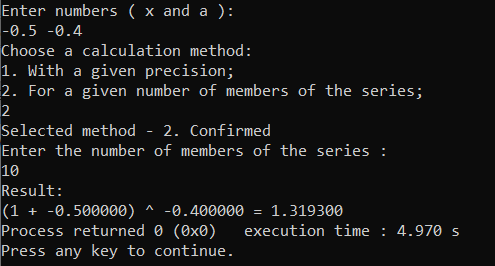 Enter numbers ( x and a ):
-0.5 -0.4
Choose a calculation method:
1. With a given precision;
2. For a given number of members of the series;
2
Selected method - 2. Confirmed
Enter the number of members of the series :
10
Result:
(1 + -0.500000) ^ -0.400000 = 1.319300
Process returned 0 (0x0)   execution time : 4.970 s
Press any key to continue.